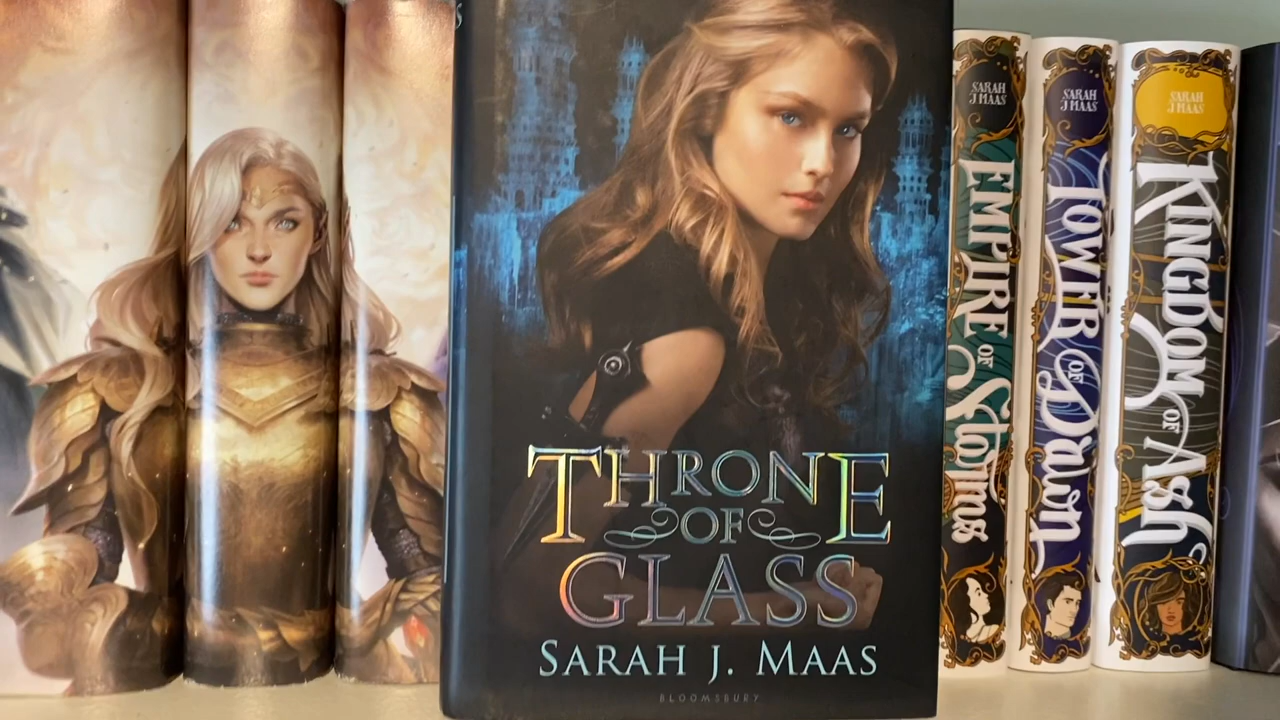 THRONE
OF
GLASS
SARAH J. MAAS
BLOOMSBURY
SARAH
J MAAS
EMPIRE OF Storms
SARAH
J MAAS
TOWER OF Dawn
SARAH
J MAAS
KINGDOM OF Ash